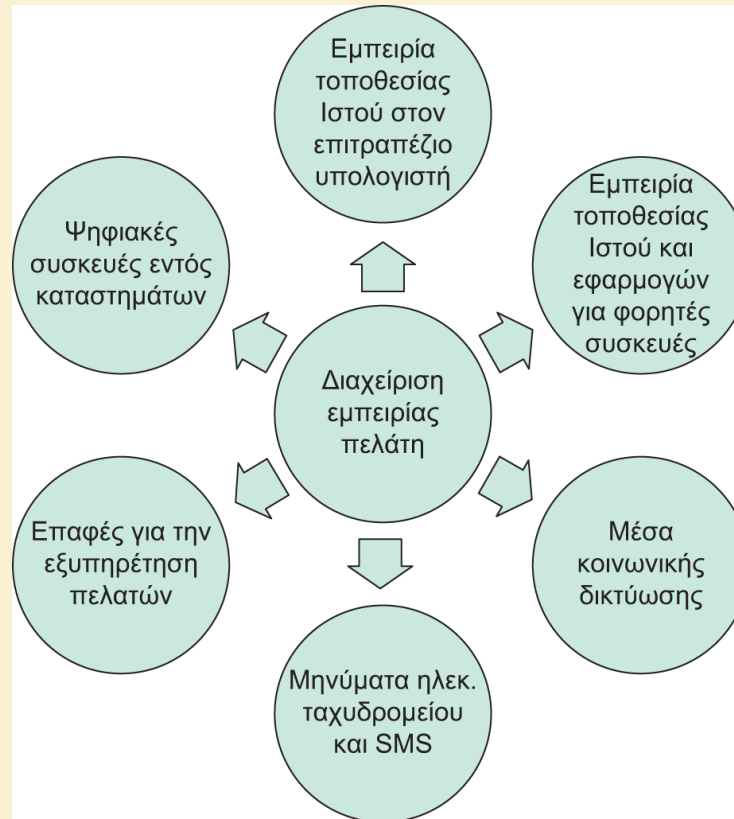 Εμπειρία
τοποθεσίας
Ιστού στον
επιτραπέζιο
υπολογιστή
Ψηφιακές
συσκευές εντός
καταστημάτων
Εμπειρία
τοποθεσίας
Ιστού και
εφαρμογών
για φορητές
συσκευές
Διαχείριση
εμπειρίας
πελάτη
Επαφές για την
εξυπηρέτηση
πελατών
Μέσα
κοινωνικής
δικτύωσης
Μηνύματα ηλεκ.
ταχυδρομείου
και SMS